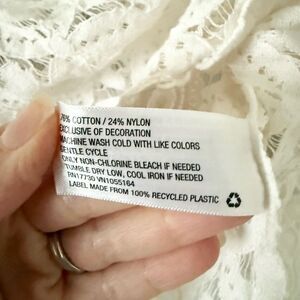 76% COTTON / 24% NYLON
EXCLUSIVE OF DECORATION
MACHINE WASH COLD WITH LIKE COLORS
GENTLE CYCLE
ONLY NON-CHLORINE BLEACH IF NEEDED
TUMBLE DRY LOW, COOL IRON IF NEEDED
RN17730 VN1055164
LABEL MADE FROM 100% RECYCLED PLASTIC